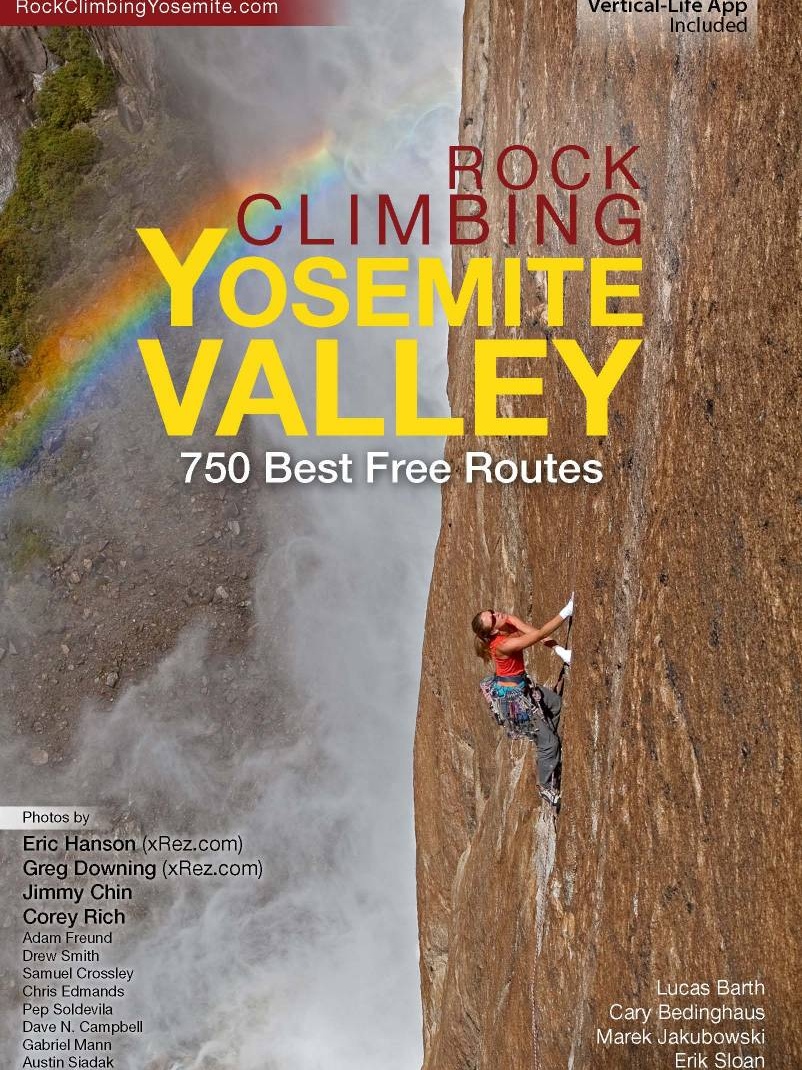 RockClimbingYosemite.com
Vertical-Life App
Included
ROCK
CLIMBING
YOSEMITE
VALLEY
750 Best Free Routes
Photos by
Eric Hanson (xRez.com)
Greg Downing (xRez.com)
Jimmy Chin
Corey Rich
Adam Freund
Drew Smith
Samuel Crossley
Chris Edmands
Pep Soldevila
Dave N. Campbell
Gabriel Mann
Austin Siadak
Lucas Barth
Cary Bedinghaus
Marek Jakubowski
Erik Sloan